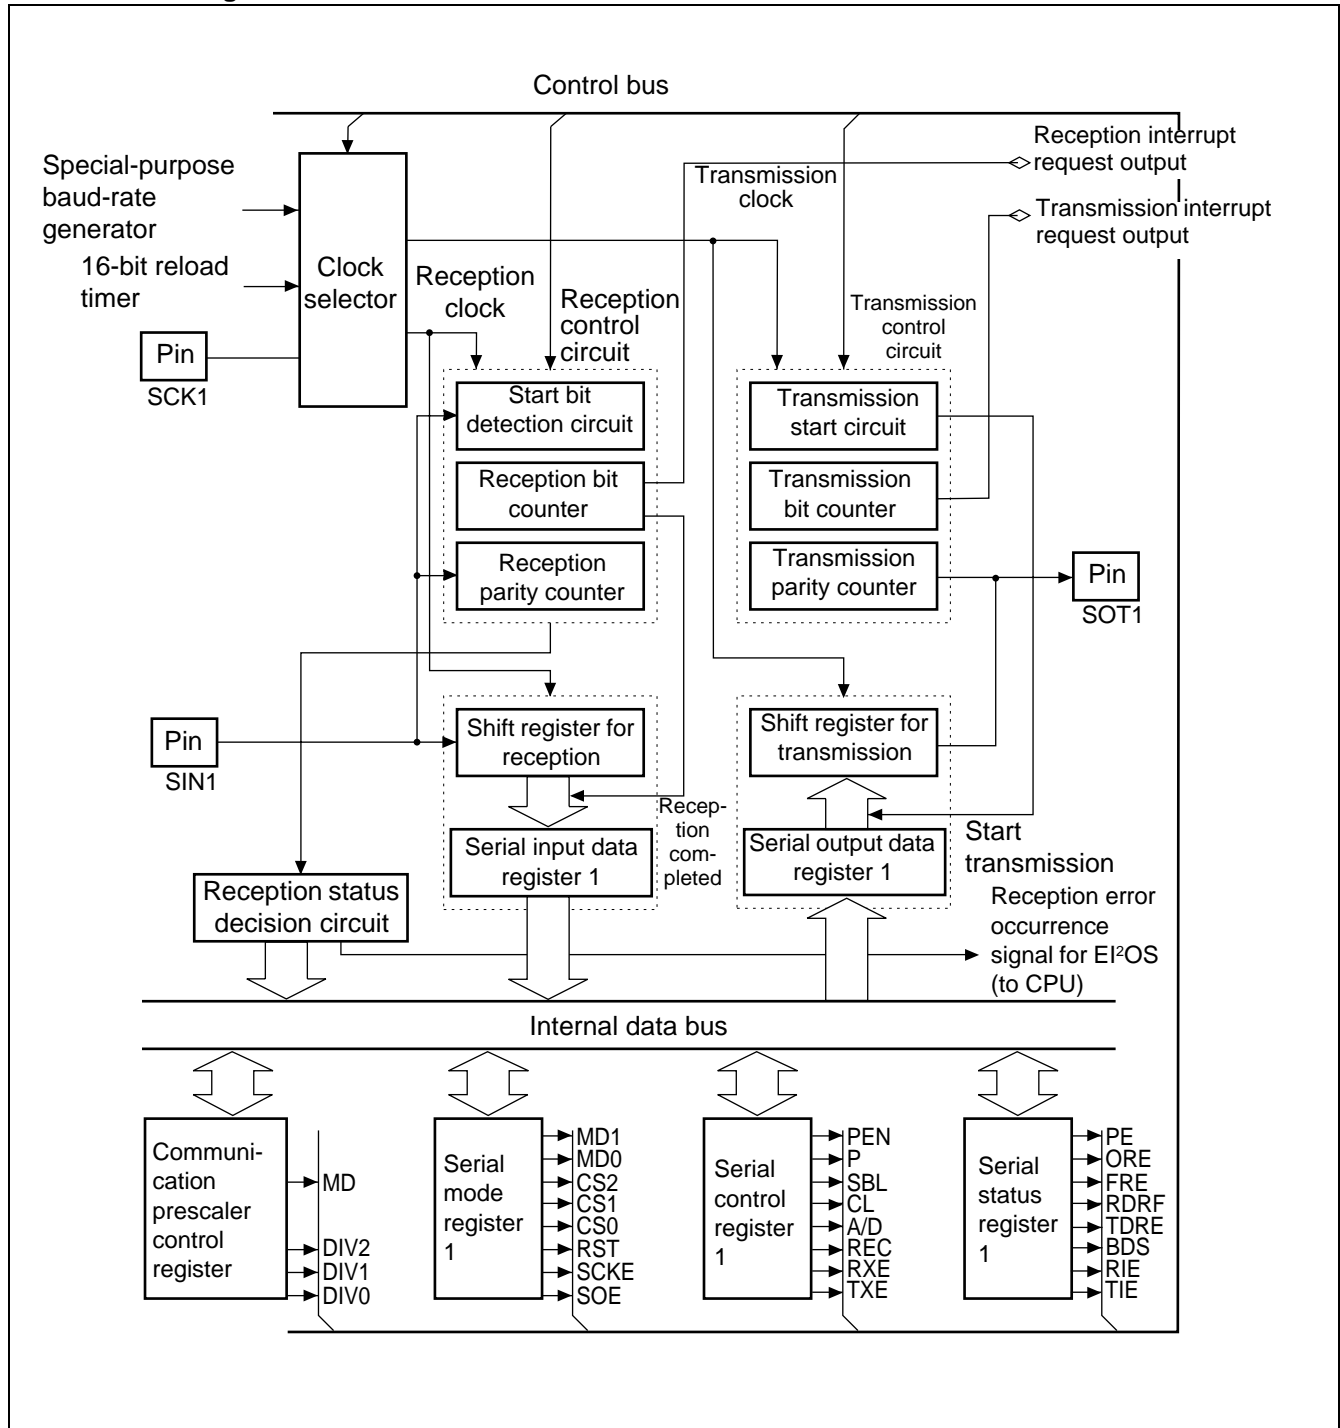 Control bus
Special-purpose
baud-rate
generator
16-bit reload
timer
Pin
SCK1
Clock
selector
Reception
clock
Transmission
clock
Reception interrupt
request output
Transmission interrupt
request output
Reception
control
circuit
Transmission
control
circuit
Start bit
detection circuit
Reception bit
counter
Reception
parity counter
Transmission
start circuit
Transmission
bit counter
Transmission
parity counter
Pin
SOT1
Pin
SIN1
Shift register for
reception
Shift register for
transmission
Recep-
tion
com-
pleted
Serial input data
register 1
Serial output data
register 1
Start
transmission
Reception status
decision circuit
Reception error
occurrence
signal for EI²OS
(to CPU)
Internal data bus
Communi-
cation
prescaler
control
register
MD
DIV2
DIV1
DIV0
Serial
mode
register
1
MD1
MD0
CS2
CS1
CS0
RST
SCKE
SOE
Serial
control
register
1
PEN
P
SBL
CL
A/D
REC
RXE
TXE
Serial
status
register
1
PE
ORE
FRE
RDRF
TDRE
BDS
RIE
TIE